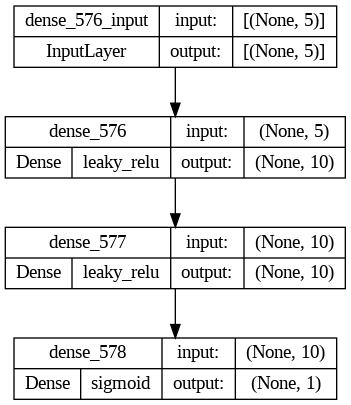 dense_576_input input: [(None, 5)]
InputLayer output: [(None, 5)]
dense_576 input: (None, 5)
Dense leaky_relu output: (None, 10)
dense_577 input: (None, 10)
Dense leaky_relu output: (None, 10)
dense_578 input: (None, 10)
Dense sigmoid output: (None, 1)